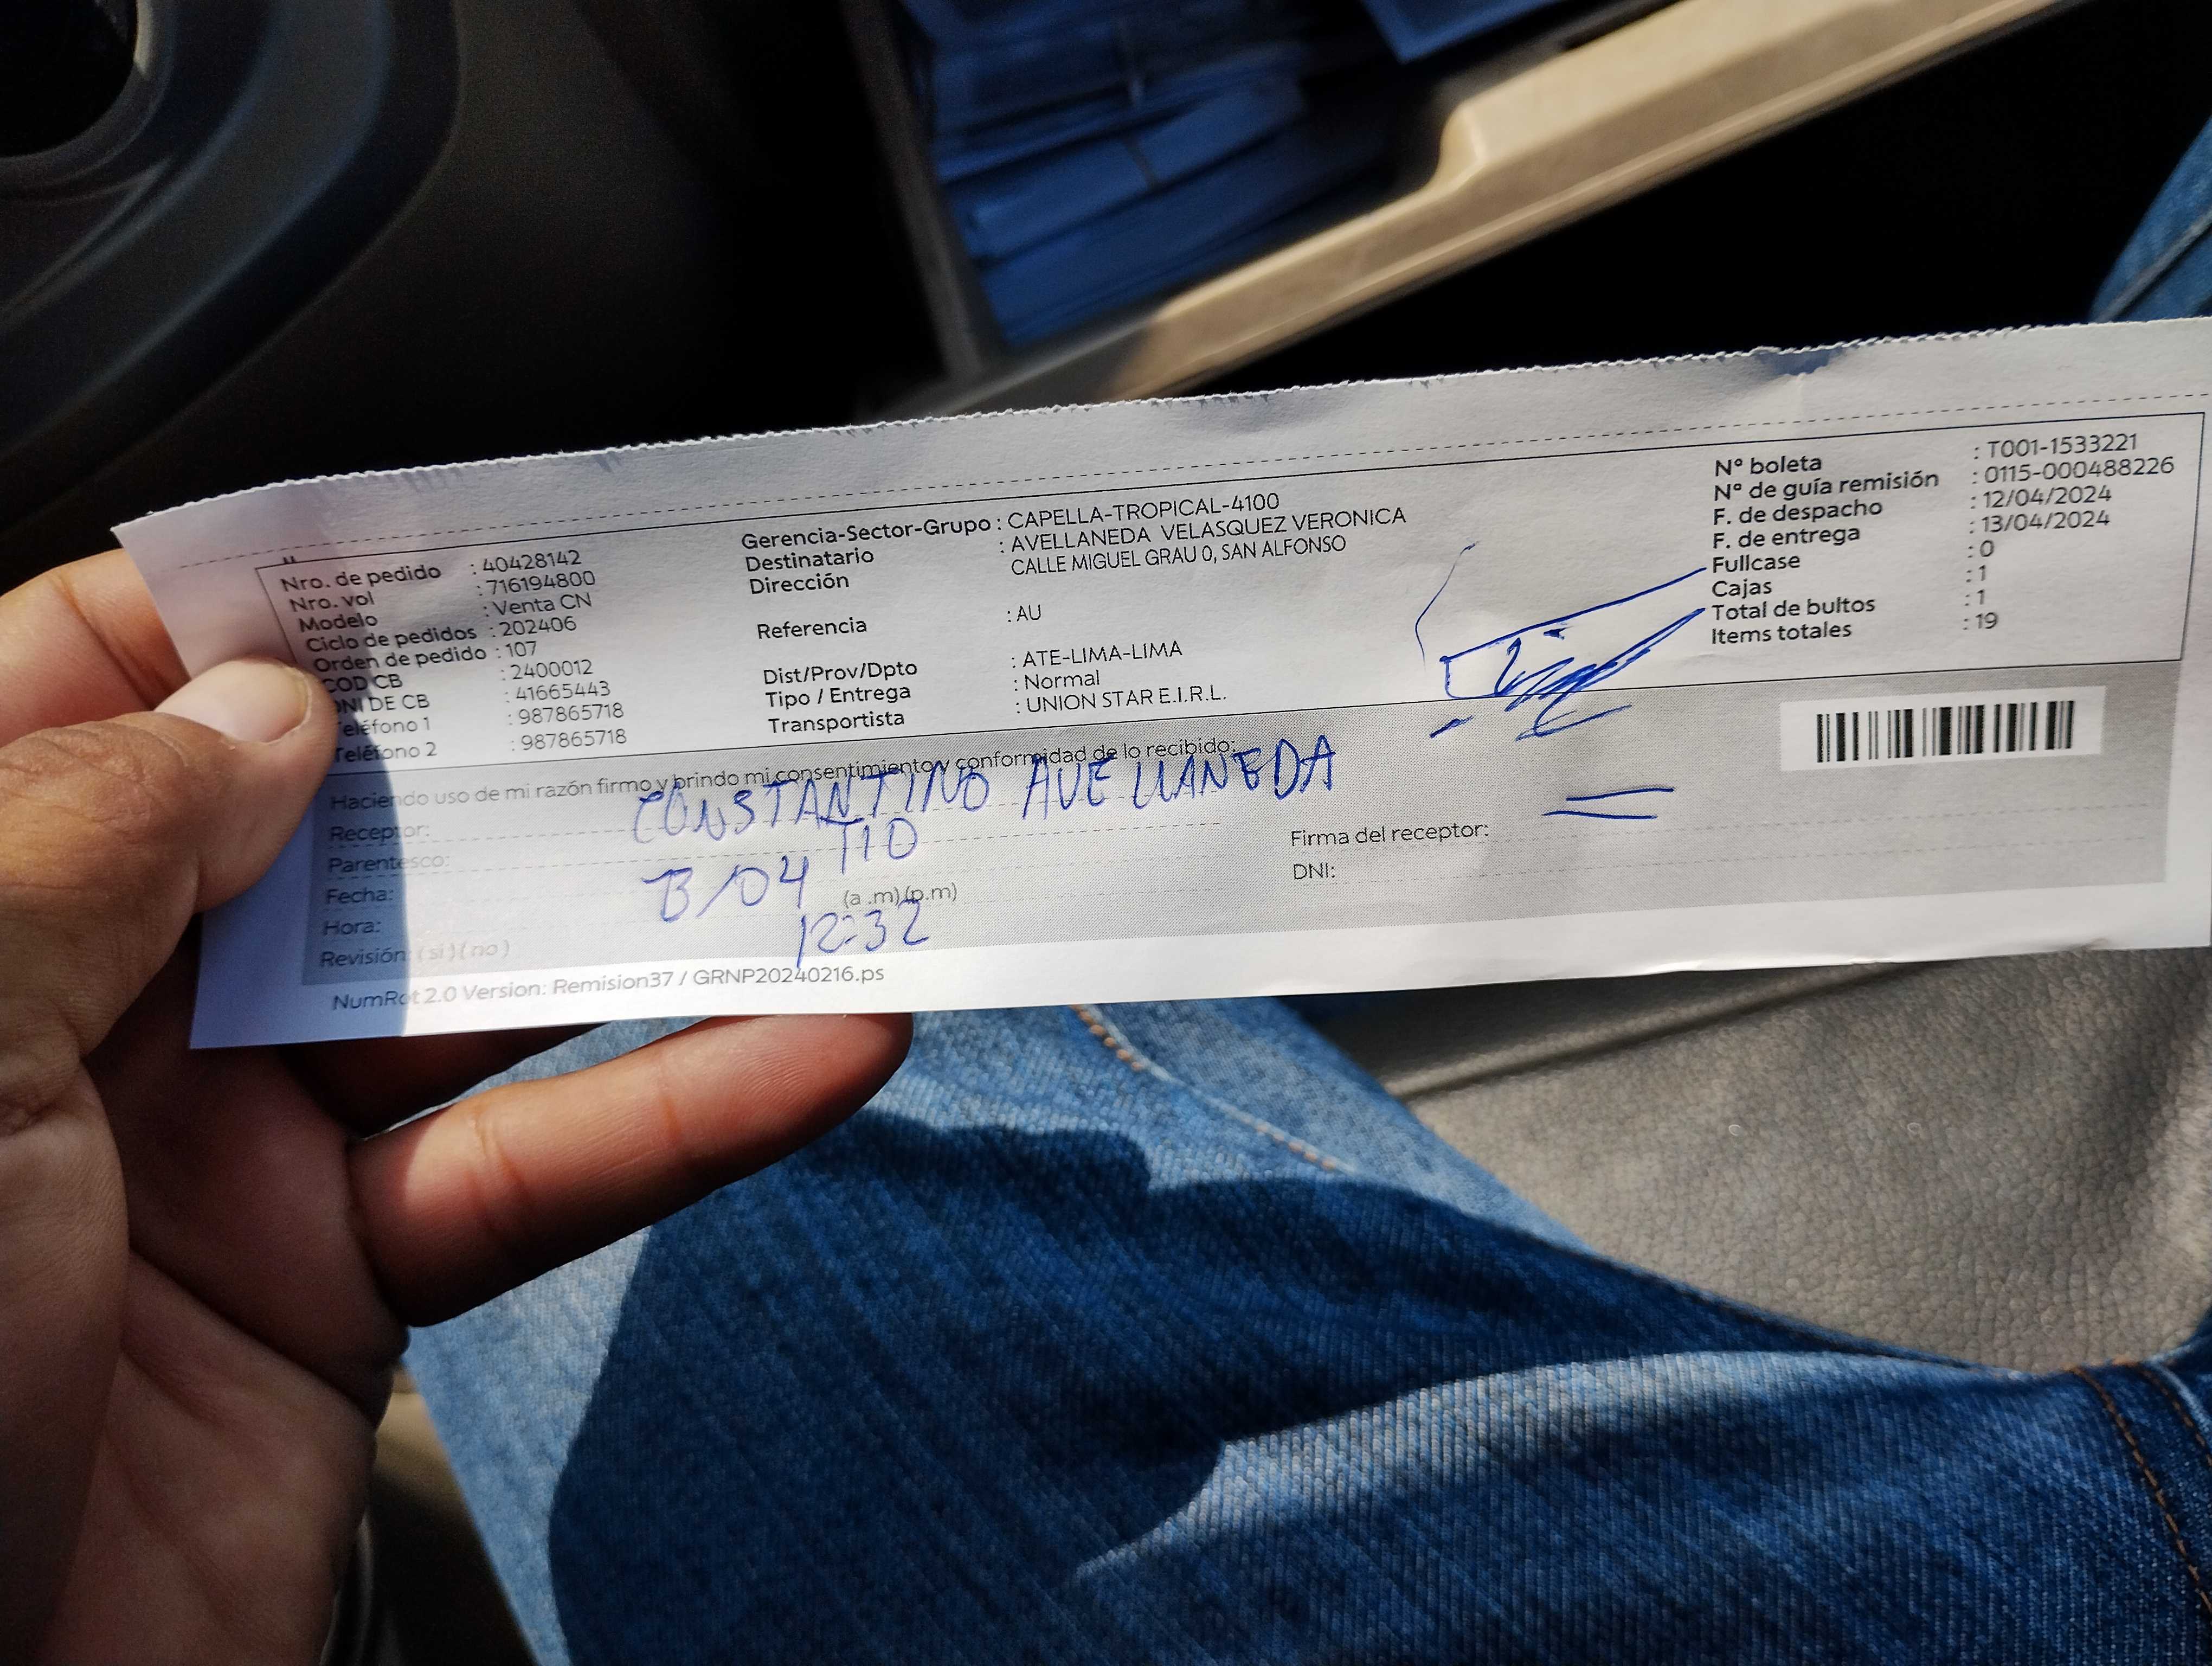 Nro. de pedido : 40428142
Nro. vol : 716194800
Modelo : Venta CN
Ciclo de pedidos : 202406
Orden de pedido : 107
COD CB : 2400012
DNI DE CB : 41665443
Teléfono 1 : 987865718
Teléfono 2 : 987865718
Gerencia-Sector-Grupo : CAPELLA-TROPICAL-4100
Destinatario : AVELLANEDA VELASQUEZ VERONICA
Dirección CALLE MIGUEL GRAU 0, SAN ALFONSO
Referencia : AU
Dist/Prov/Dpto : ATE-LIMA-LIMA
Tipo / Entrega : Normal
Transportista : UNION STAR E.I.R.L.
N° boleta : T001-1533221
N° de guía remisión : 0115-000488226
F. de despacho : 12/04/2024
F. de entrega : 13/04/2024
Fullcase : 0
Cajas : 1
Total de bultos : 1
Items totales : 19
Haciendo uso de mi razón firmo y brindo mi consentimiento y conformidad de lo recibido:
Receptor: CONSTANTINO AVELLANEDA
Parentesco: TIO
Fecha: 13/04
Hora: (a.m)(p.m) 12:32
Revisión (si)(no)
Firma del receptor:
DNI:
NumRot 2.0 Version: Remision37 / GRNP20240216.ps